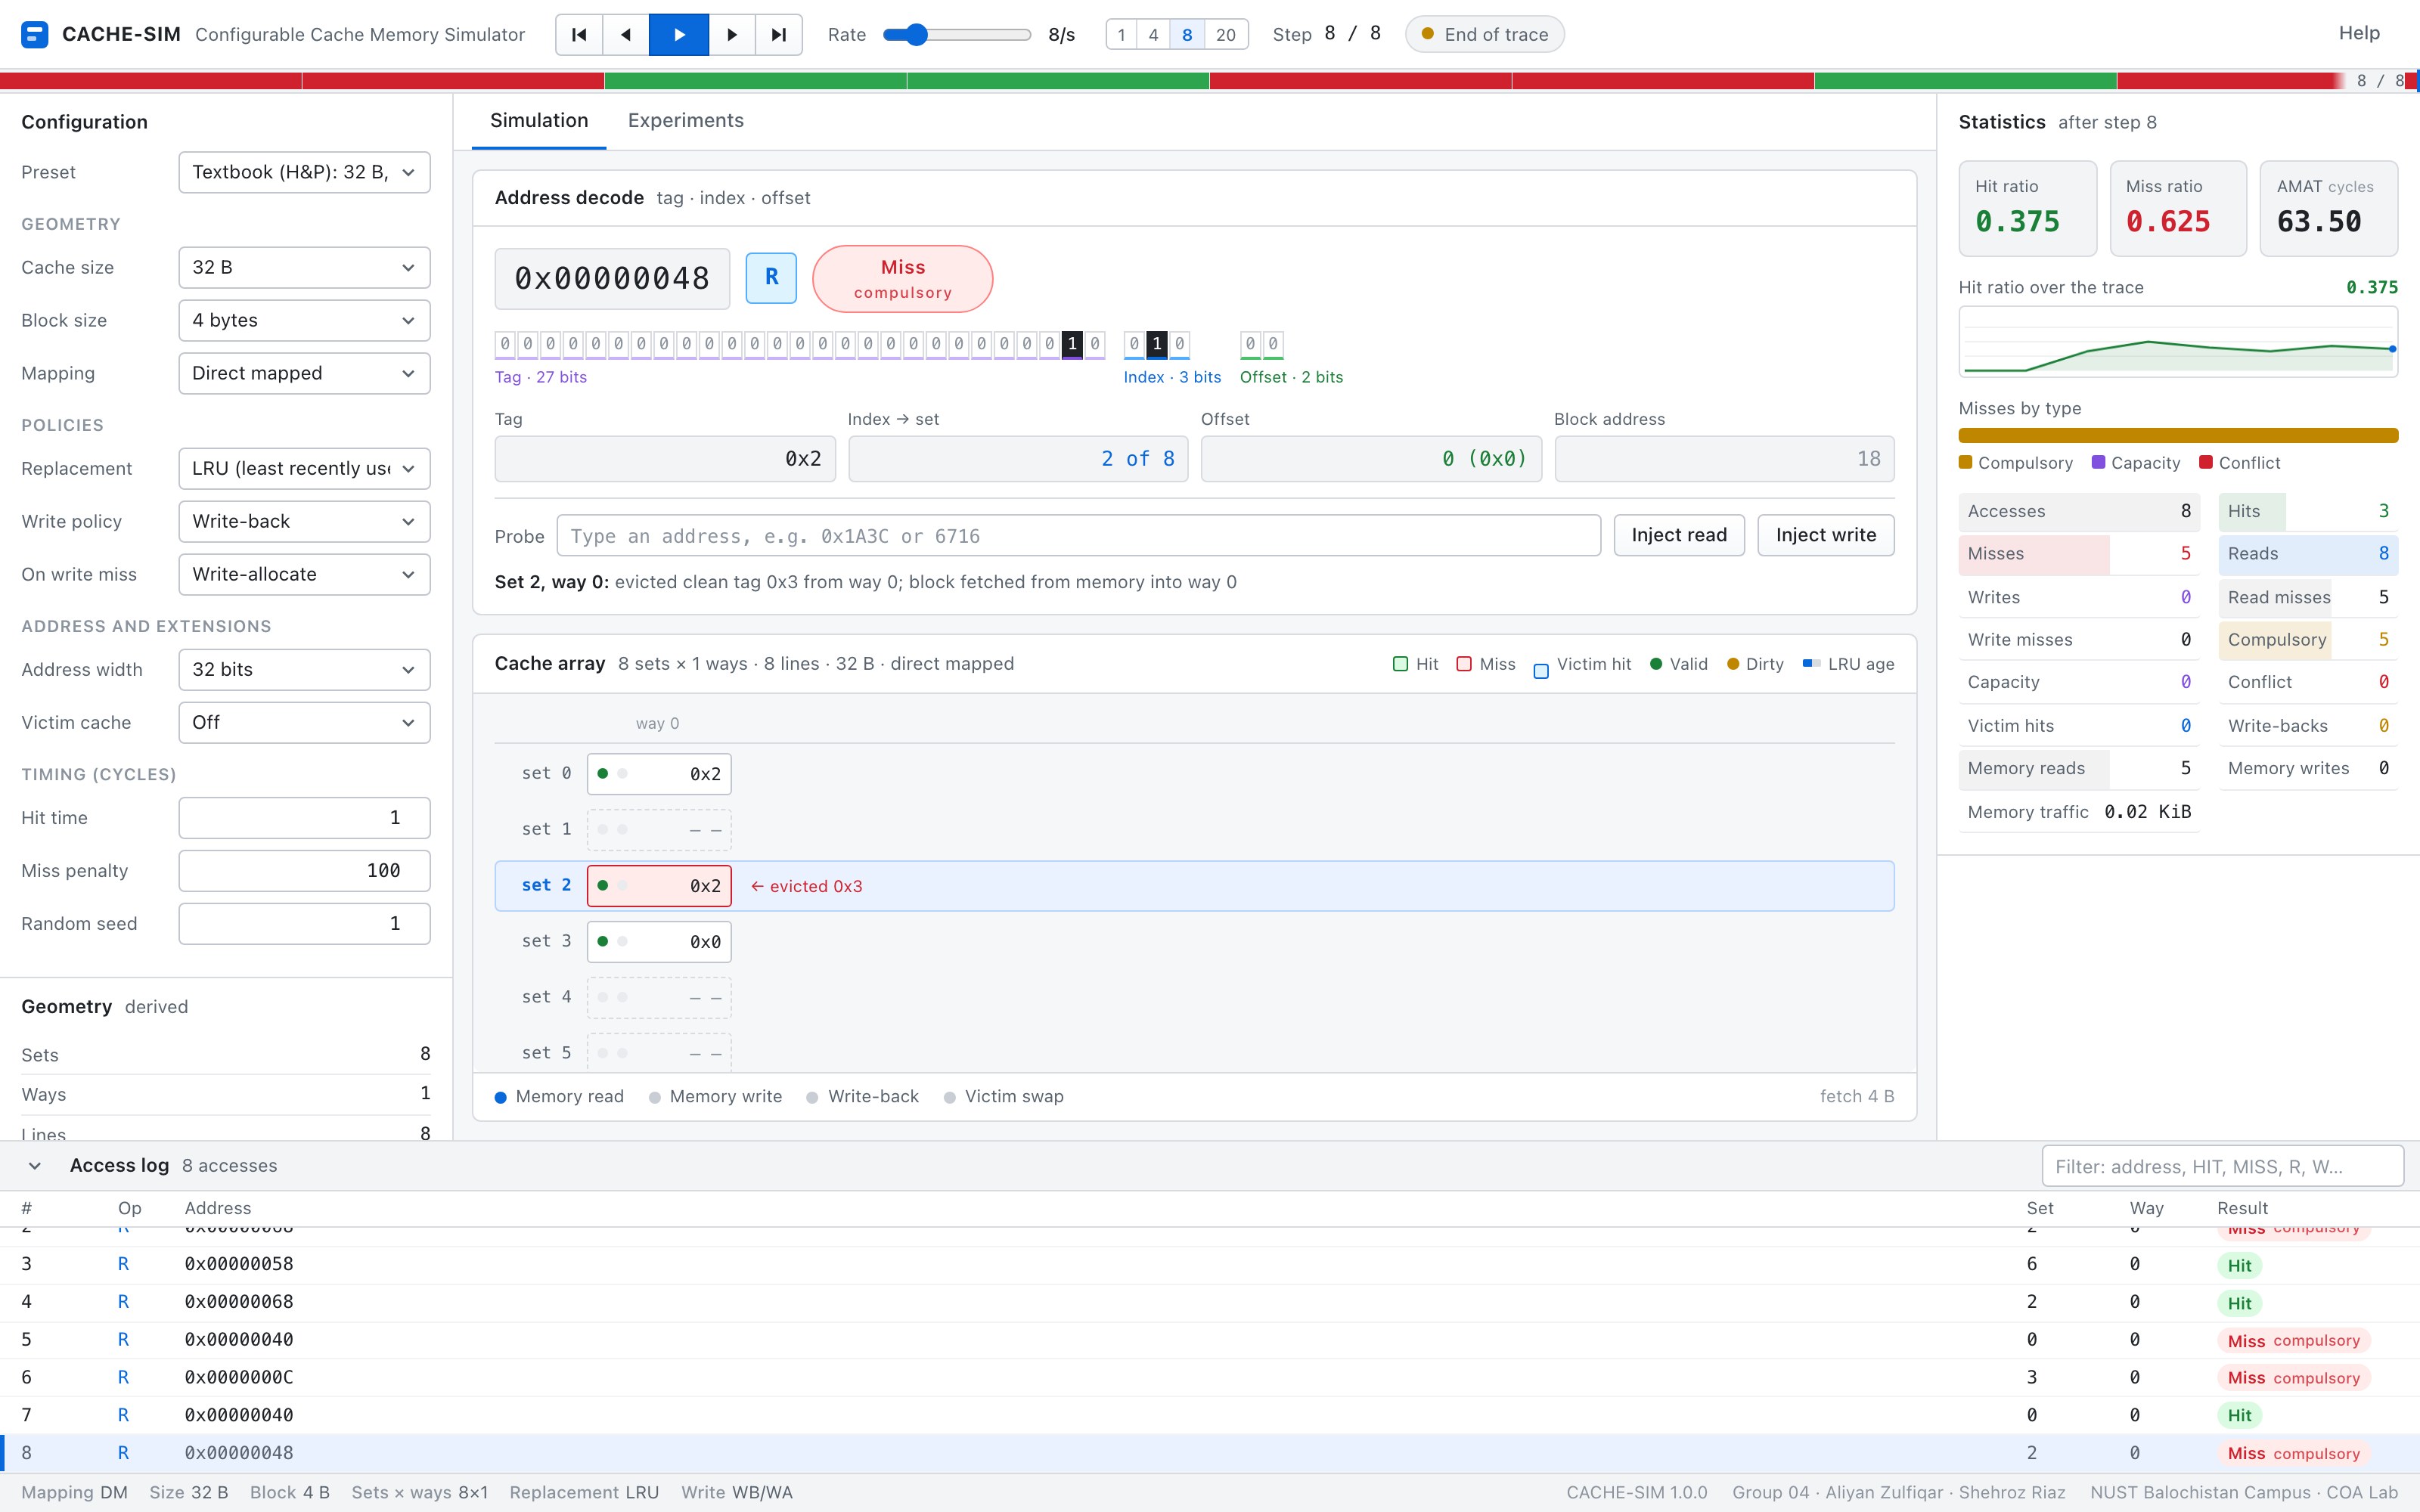 CACHE-SIM Configurable Cache Memory Simulator Rate 8/s 1 4 8 20 Step 8 / 8 End of trace Help
8 / 8
Configuration
Preset Textbook (H&P): 32 B,
GEOMETRY
Cache size 32 B
Block size 4 bytes
Mapping Direct mapped
POLICIES
Replacement LRU (least recently use
Write policy Write-back
On write miss Write-allocate
ADDRESS AND EXTENSIONS
Address width 32 bits
Victim cache Off
TIMING (CYCLES)
Hit time 1
Miss penalty 100
Random seed 1
Geometry derived
Sets 8
Ways 1
Lines 8
Simulation Experiments
Address decode tag · index · offset
0x00000048 R Miss
compulsory
0 0 0 0 0 0 0 0 0 0 0 0 0 0 0 0 0 0 0 0 0 0 0 0 0 1 0 0 1 0 0 0
Tag · 27 bits Index · 3 bits Offset · 2 bits
Tag Index → set Offset Block address
0x2 2 of 8 0 (0x0) 18
Probe Type an address, e.g. 0x1A3C or 6716 Inject read Inject write
Set 2, way 0: evicted clean tag 0x3 from way 0; block fetched from memory into way 0
Cache array 8 sets × 1 ways · 8 lines · 32 B · direct mapped Hit Miss Victim hit Valid Dirty LRU age
way 0
set 0 0x2
set 1 – –
set 2 0x2 ← evicted 0x3
set 3 0x0
set 4 – –
set 5 – –
Memory read Memory write Write-back Victim swap fetch 4 B
Statistics after step 8
Hit ratio Miss ratio AMAT cycles
0.375 0.625 63.50
Hit ratio over the trace 0.375
Misses by type
Compulsory Capacity Conflict
Accesses 8 Hits 3
Misses 5 Reads 8
Writes 0 Read misses 5
Write misses 0 Compulsory 5
Capacity 0 Conflict 0
Victim hits 0 Write-backs 0
Memory reads 5 Memory writes 0
Memory traffic 0.02 KiB
Access log 8 accesses Filter: address, HIT, MISS, R, W...
# Op Address Set Way Result
2 R 0x00000068 2 0 Miss compulsory
3 R 0x00000058 6 0 Hit
4 R 0x00000068 2 0 Hit
5 R 0x00000040 0 0 Miss compulsory
6 R 0x0000000C 3 0 Miss compulsory
7 R 0x00000040 0 0 Hit
8 R 0x00000048 2 0 Miss compulsory
Mapping DM Size 32 B Block 4 B Sets × ways 8×1 Replacement LRU Write WB/WA CACHE-SIM 1.0.0 Group 04 · Aliyan Zulfiqar · Shehroz Riaz NUST Balochistan Campus · COA Lab